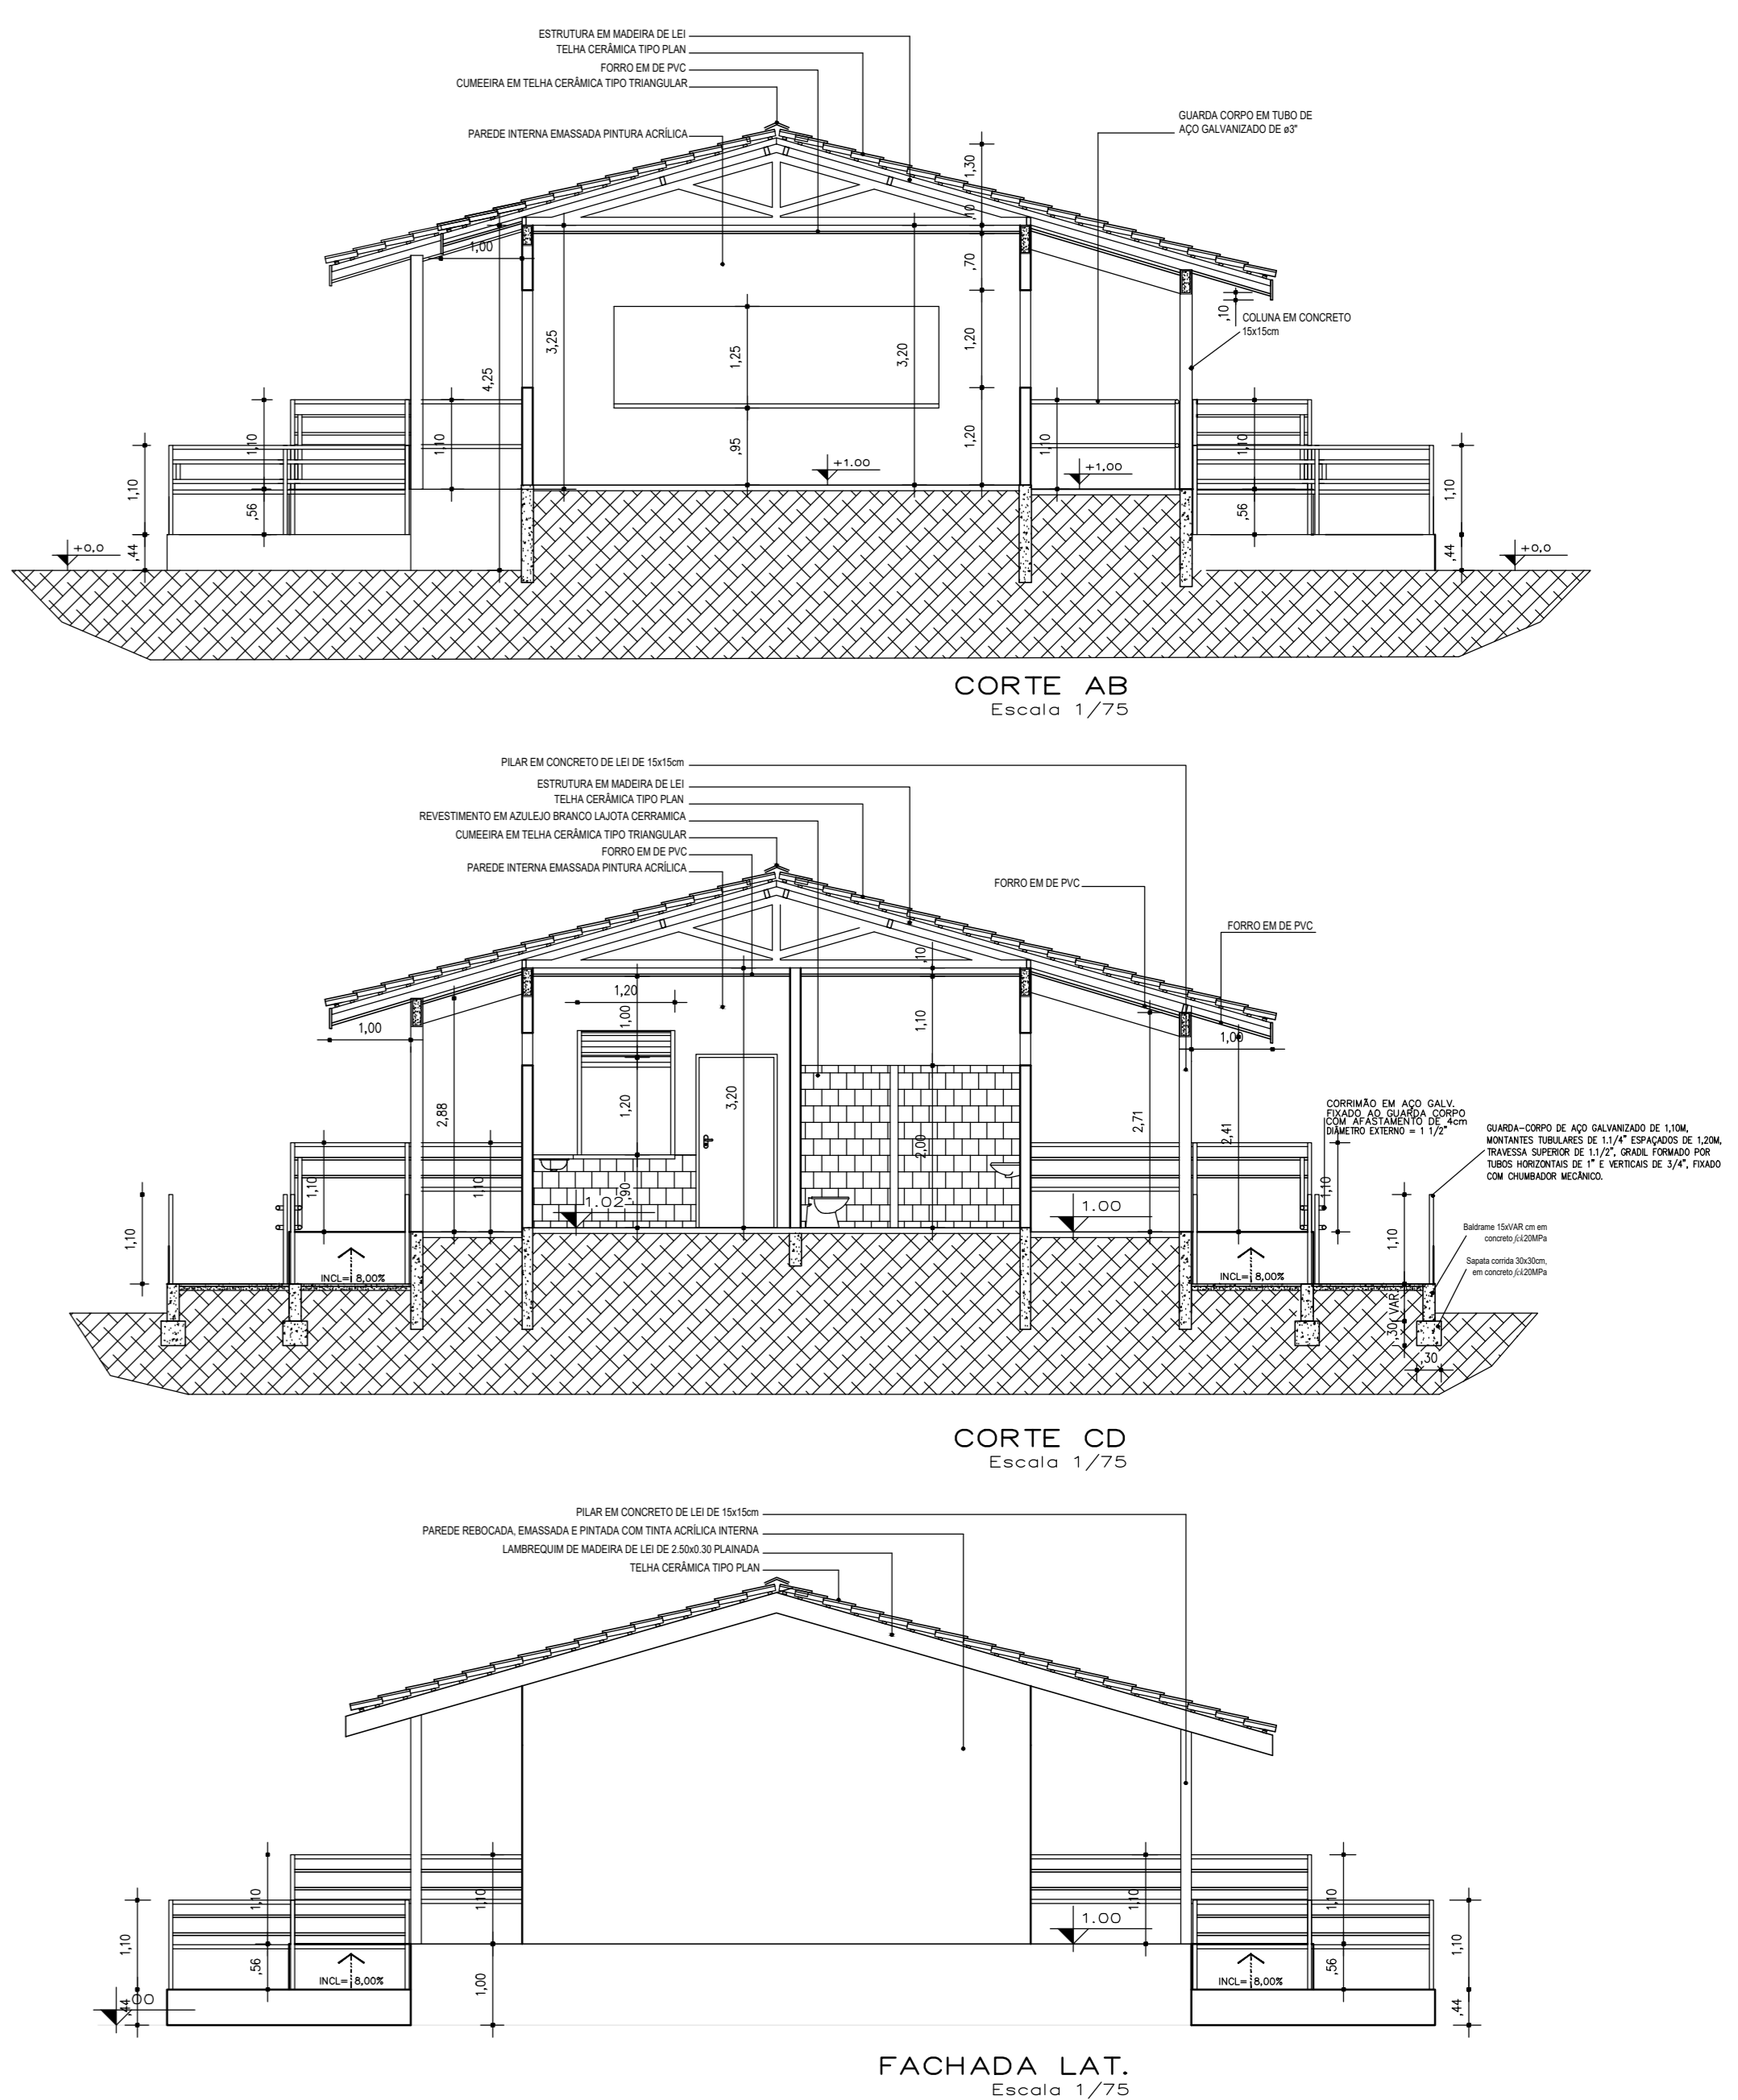 ESTRUTURA EM MADEIRA DE LEI
TELHA CERÂMICA TIPO PLAN
FORRO EM DE PVC
CUMEEIRA EM TELHA CERÂMICA TIPO TRIANGULAR
PAREDE INTERNA EMASSADA PINTURA ACRÍLICA
GUARDA CORPO EM TUBO DE
AÇO GALVANIZADO DE ø3"
1,30
,10
1,00
,70
,10
COLUNA EM CONCRETO
15x15cm
3,25
4,25
1,25
3,20
1,20
1,10
1,10
,95
1,20
1,10
1,10
1,10
1,10
+1.00
+1,00
,56
,56
+0,0
,44
,44
+0,0
CORTE AB
Escala 1/75
PILAR EM CONCRETO DE LEI DE 15x15cm
ESTRUTURA EM MADEIRA DE LEI
TELHA CERÂMICA TIPO PLAN
REVESTIMENTO EM AZULEJO BRANCO LAJOTA CERRAMICA
CUMEEIRA EM TELHA CERÂMICA TIPO TRIANGULAR
FORRO EM DE PVC
PAREDE INTERNA EMASSADA PINTURA ACRÍLICA
FORRO EM DE PVC
FORRO EM DE PVC
,10
1,20
1,00
1,10
1,00
1,00
2,88
1,20
3,20
2,00
2,71
2,41
CORRIMÃO EM AÇO GALV.
FIXADO AO GUARDA CORPO
COM AFASTAMENTO DE 4cm
DIÂMETRO EXTERNO = 1 1/2"
GUARDA-CORPO DE AÇO GALVANIZADO DE 1,10M,
MONTANTES TUBULARES DE 1.1/4" ESPAÇADOS DE 1,20M,
TRAVESSA SUPERIOR DE 1.1/2", GRADIL FORMADO POR
TUBOS HORIZONTAIS DE 1" E VERTICAIS DE 3/4", FIXADO
COM CHUMBADOR MECÂNICO.
1,10
1,10
1,10
,90
1.02
1.00
1,10
1,10
Baldrame 15xVAR cm em
concreto fck20MPa
Sapata corrida 30x30cm,
em concreto fck20MPa
INCL= 8,00%
INCL= 8,00%
VAR.
,30
,30
CORTE CD
Escala 1/75
PILAR EM CONCRETO DE LEI DE 15x15cm
PAREDE REBOCADA, EMASSADA E PINTADA COM TINTA ACRÍLICA INTERNA
LAMBREQUIM DE MADEIRA DE LEI DE 2.50x0.30 PLAINADA
TELHA CERÂMICA TIPO PLAN
1,10
1,10
1,10
1,10
1,10
1,10
1.00
,56
INCL= 8,00%
1,00
INCL= 8,00%
,56
,44
,44
FACHADA LAT.
Escala 1/75